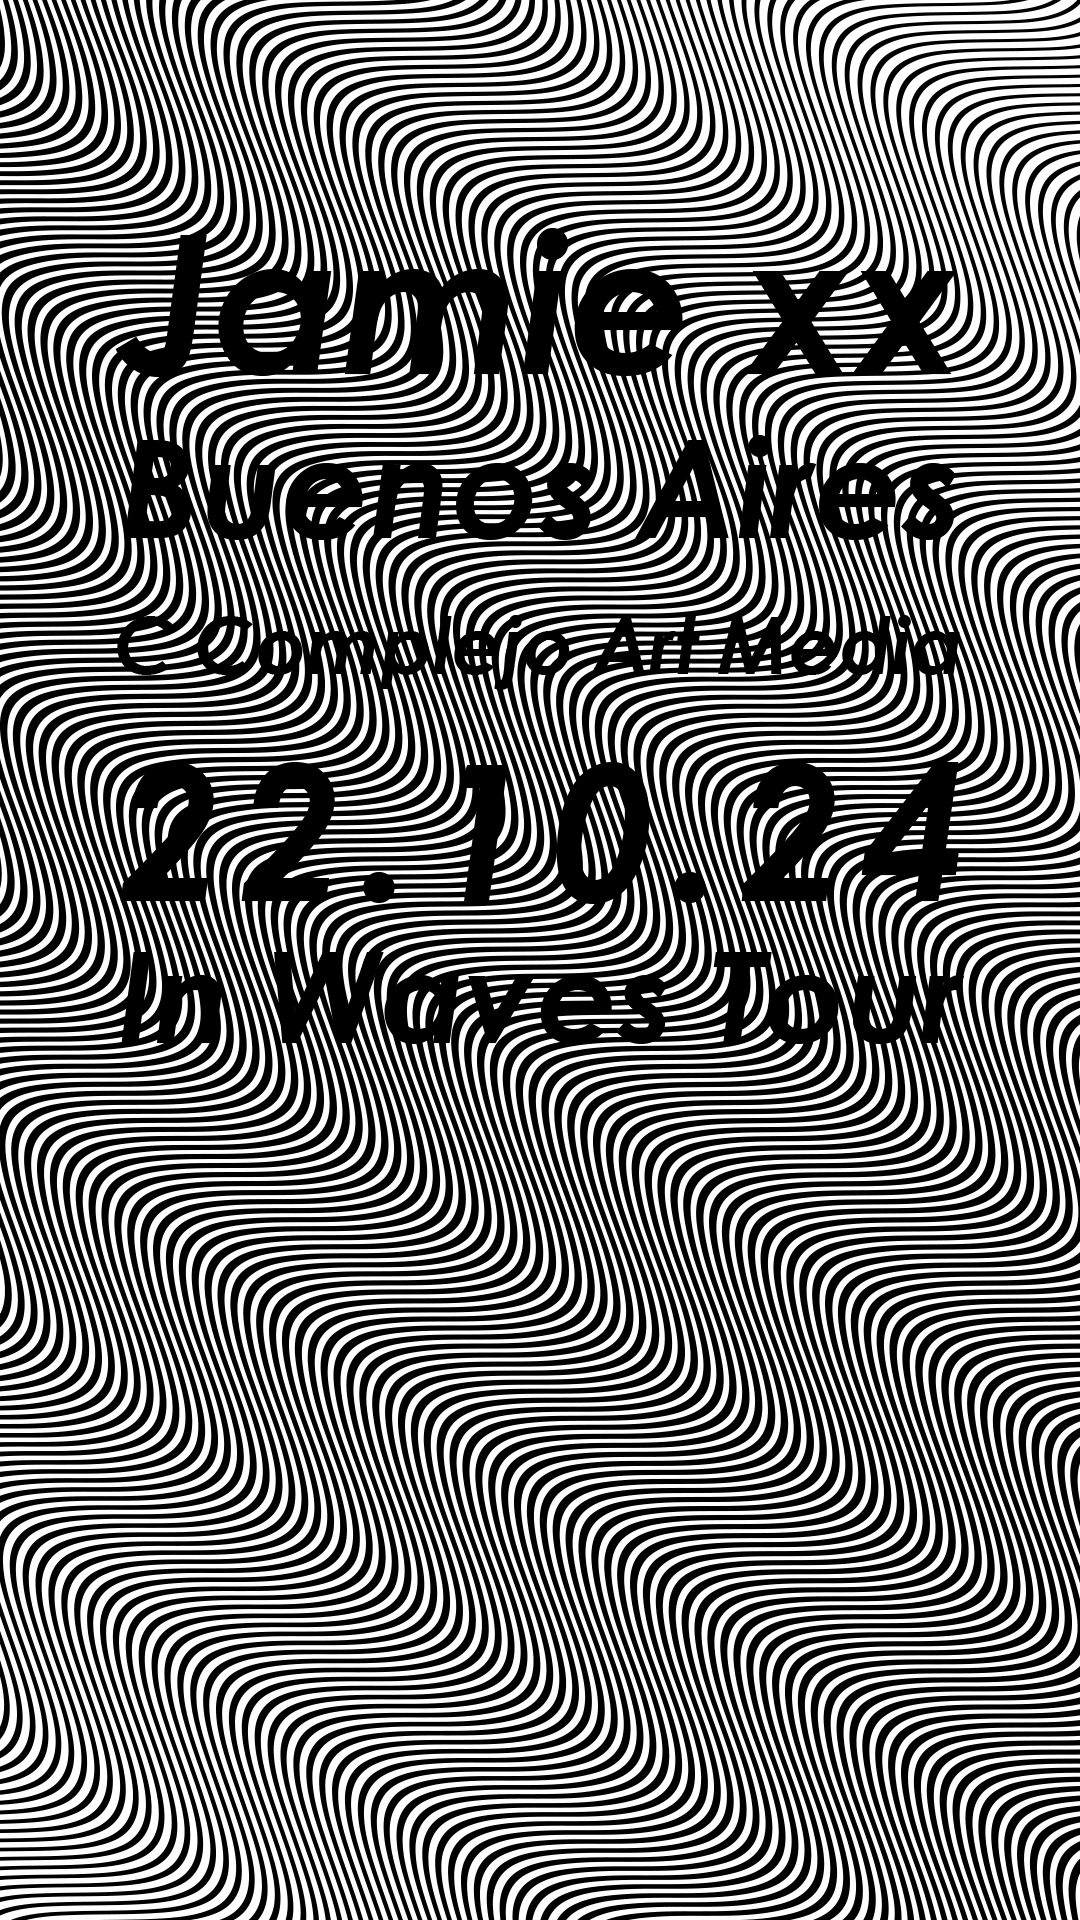 Jamie xx
Buenos Aires
C Complejo Art Media
22.10.24
In Waves Tour